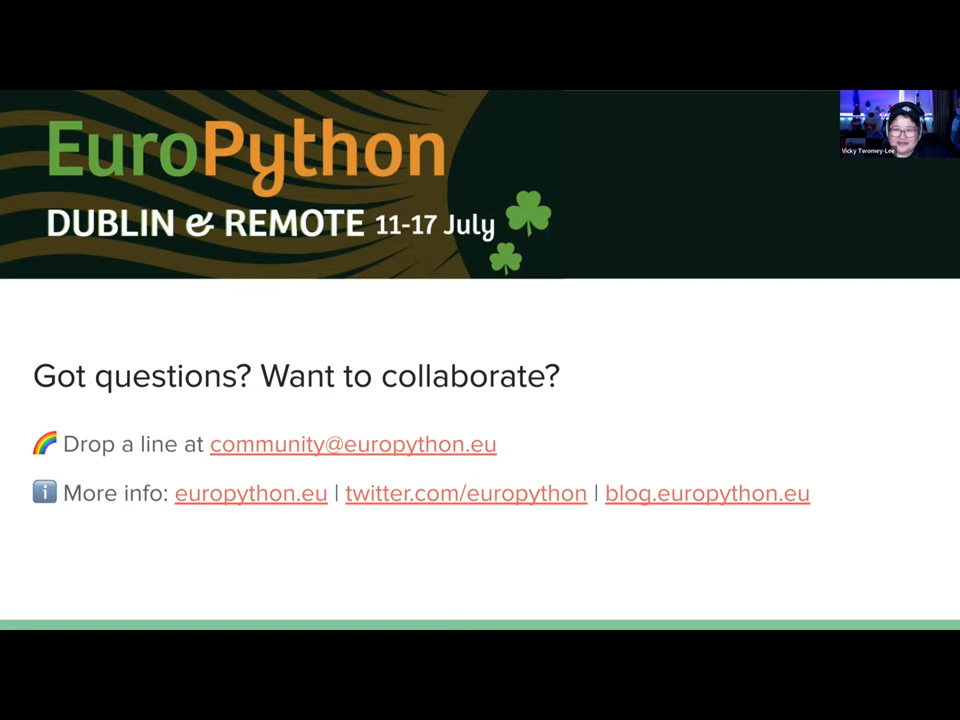 EuroPython
DUBLIN & REMOTE 11-17 July
Vicky Twomey-Lee
Got questions? Want to collaborate?
Drop a line at community@europython.eu
More info: europython.eu | twitter.com/europython | blog.europython.eu